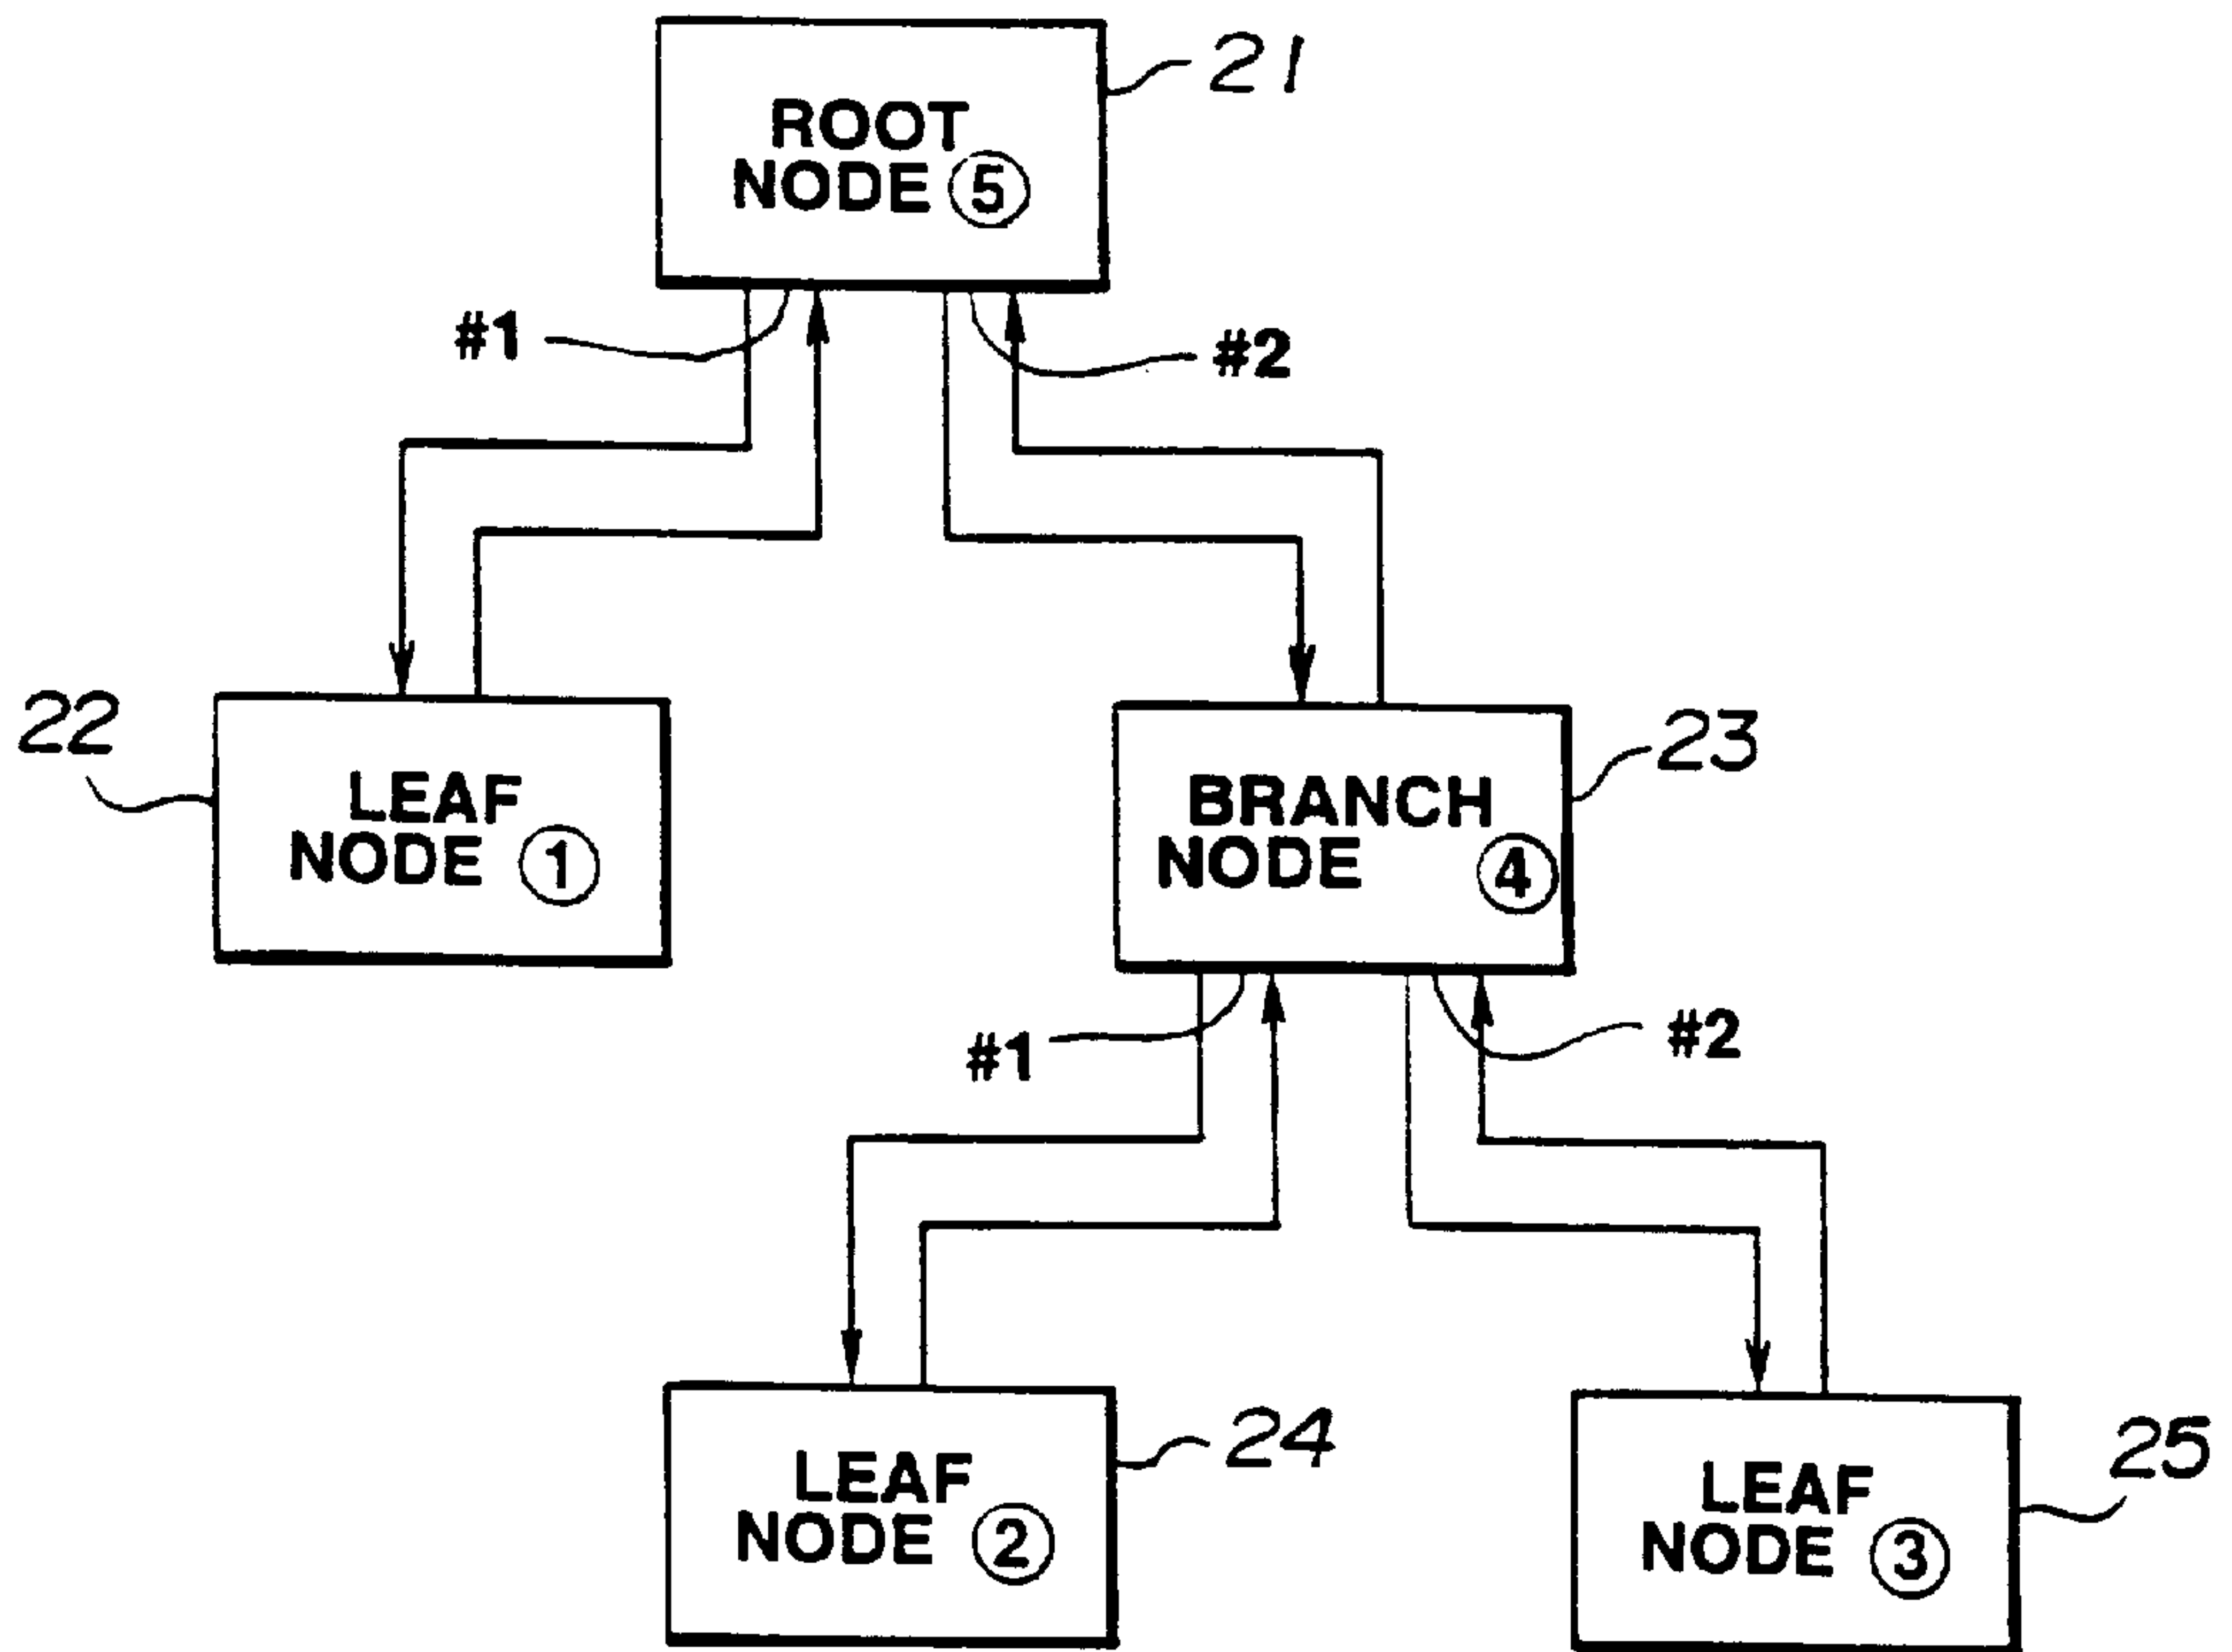 ROOT
NODE ⑤
21
#1
#2
22
LEAF
NODE ①
BRANCH
NODE ④
23
#1
#2
LEAF
NODE ②
24
LEAF
NODE ③
25